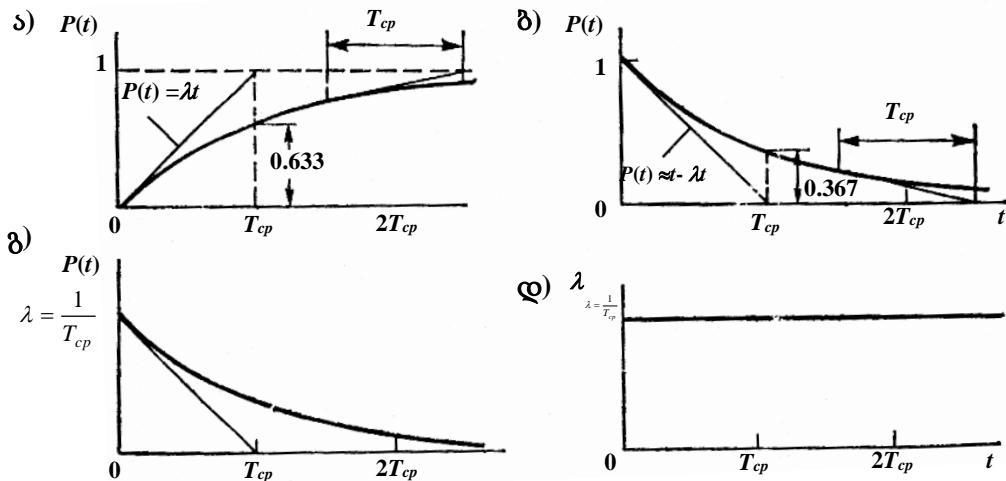 ა) P(t)
1
P(t) = λt
T_cp
0.633
0 T_cp 2T_cp
ბ) P(t)
1
T_cp
P(t) ≈ t - λt
0.367
0 T_cp 2T_cp t
გ)
P(t)
λ = 1/T_cp
0 T_cp 2T_cp
დ) λ
λ = 1/T_cp
0 T_cp 2T_cp t